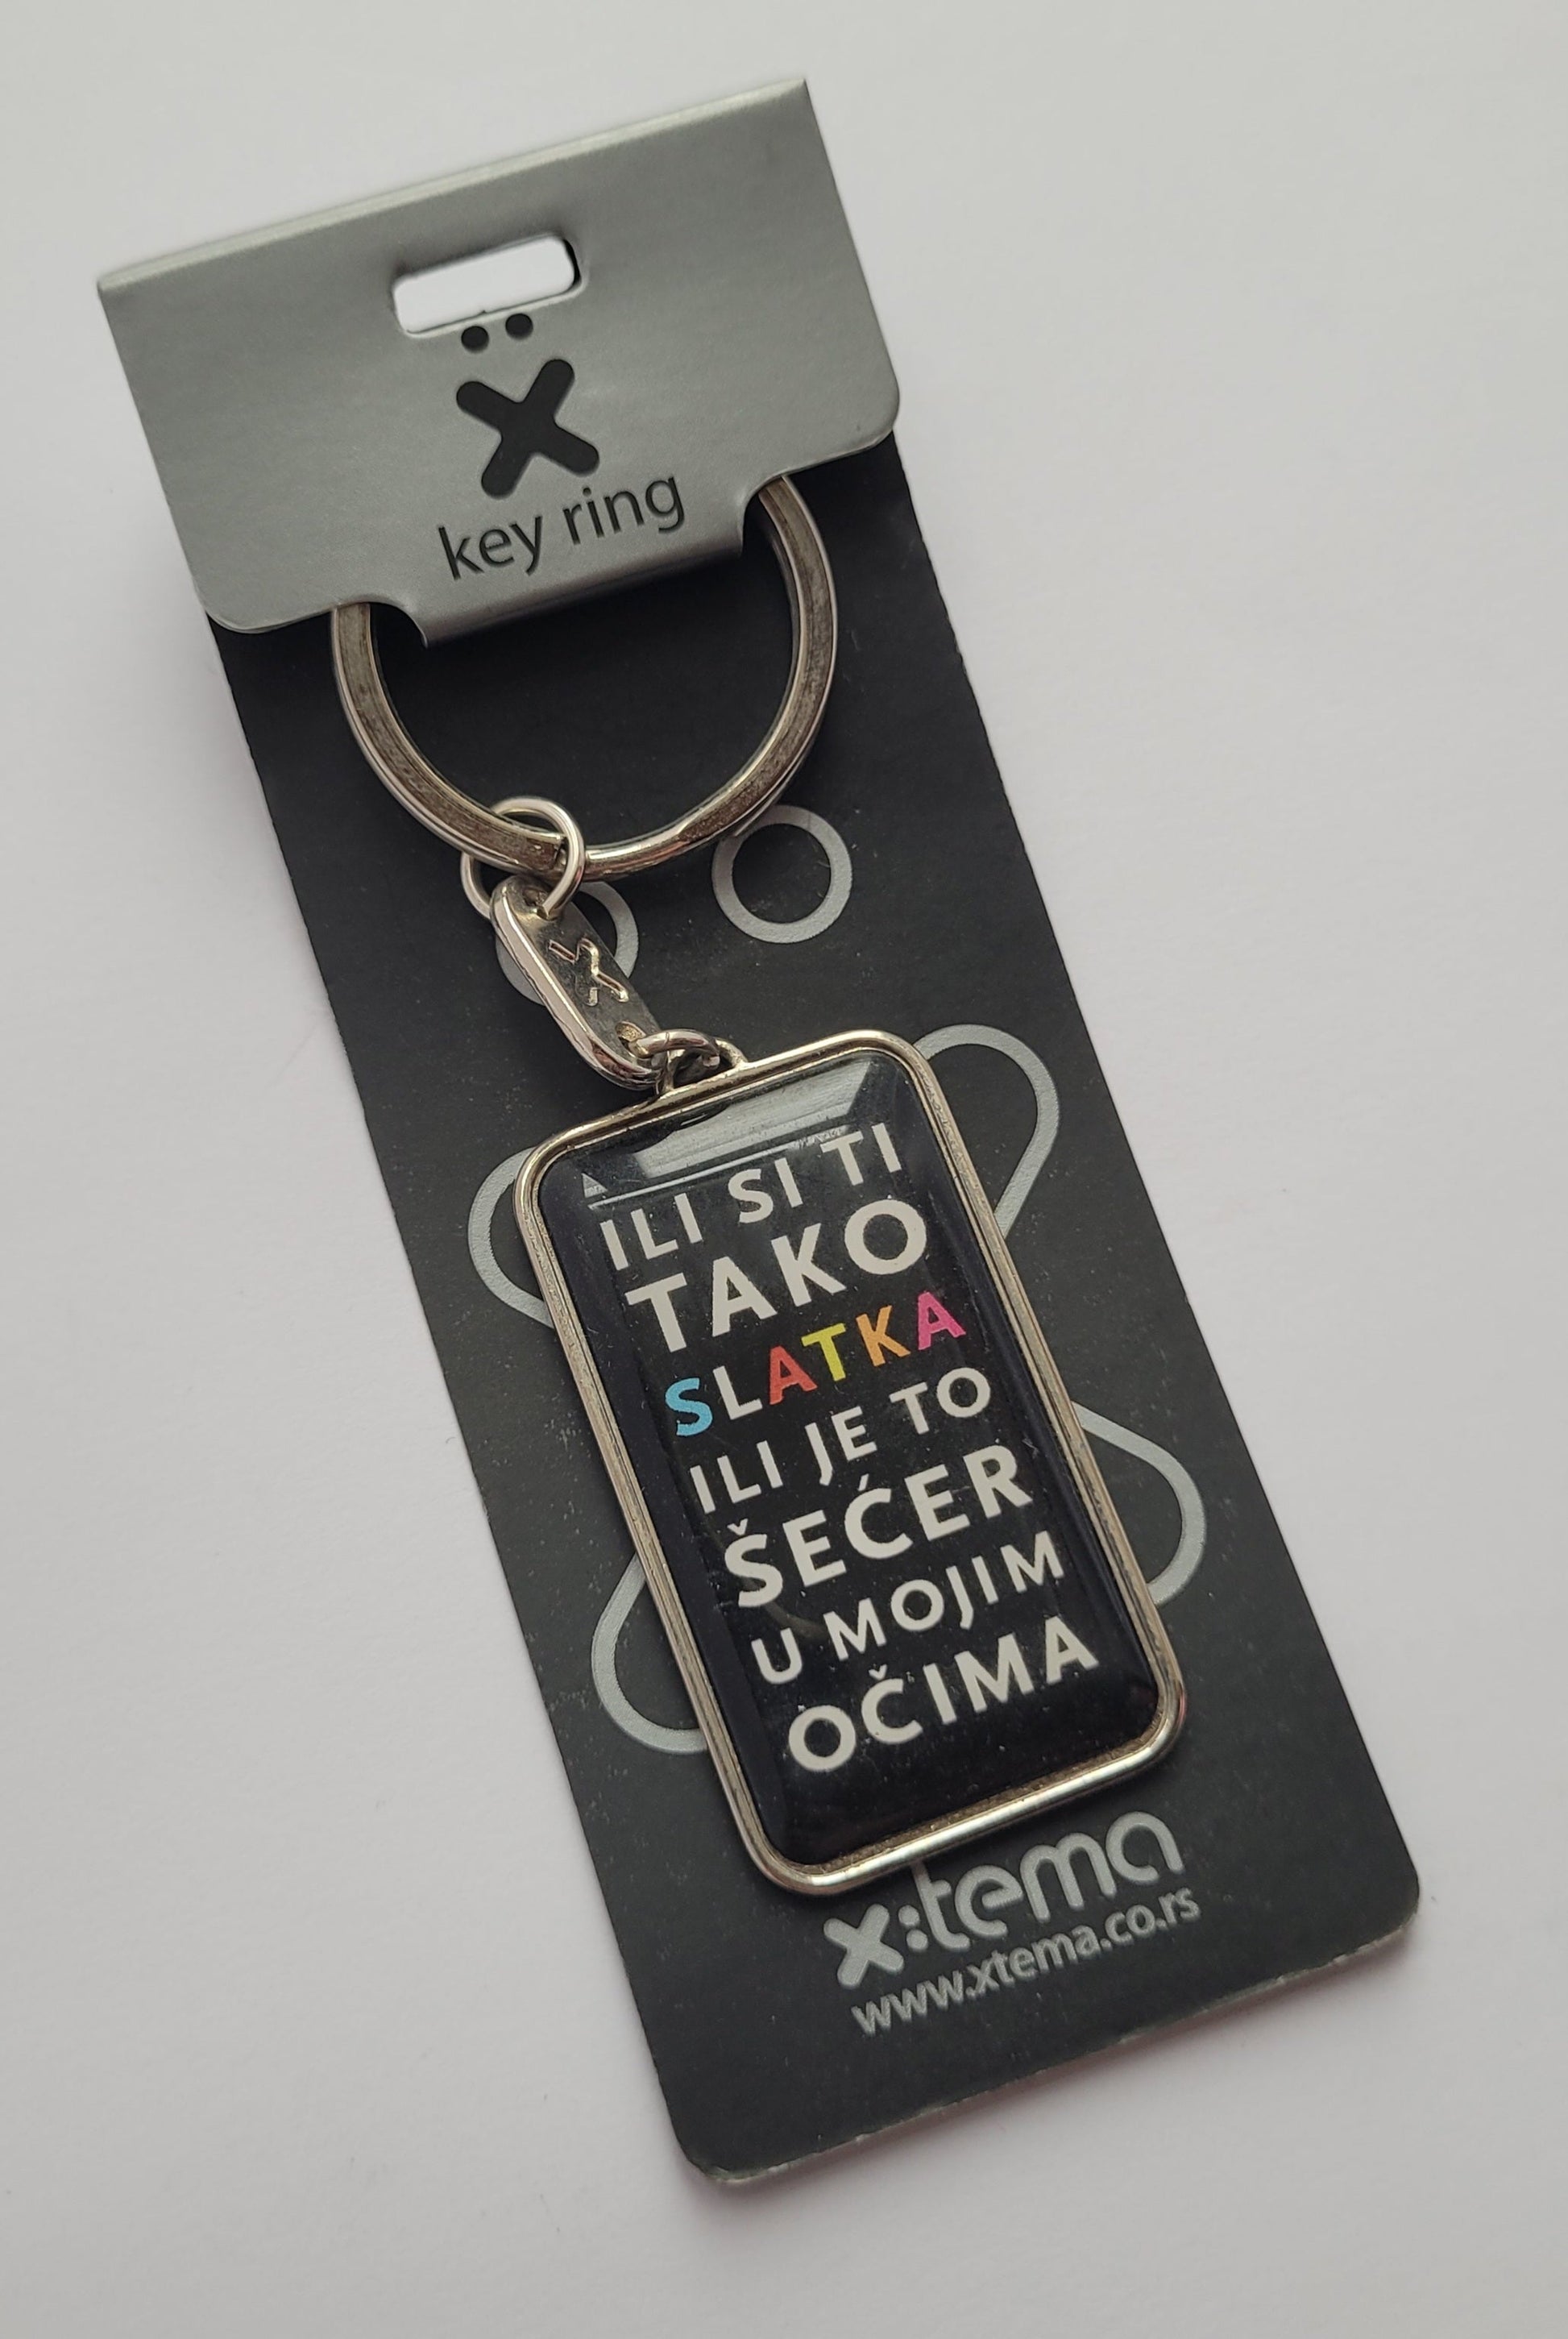 ẍ
key ring
x
ILI SI TI
TAKO
SLATKA
ILI JE TO
ŠEĆER
U MOJIM
OČIMA
x:tema
www.xtema.co.rs